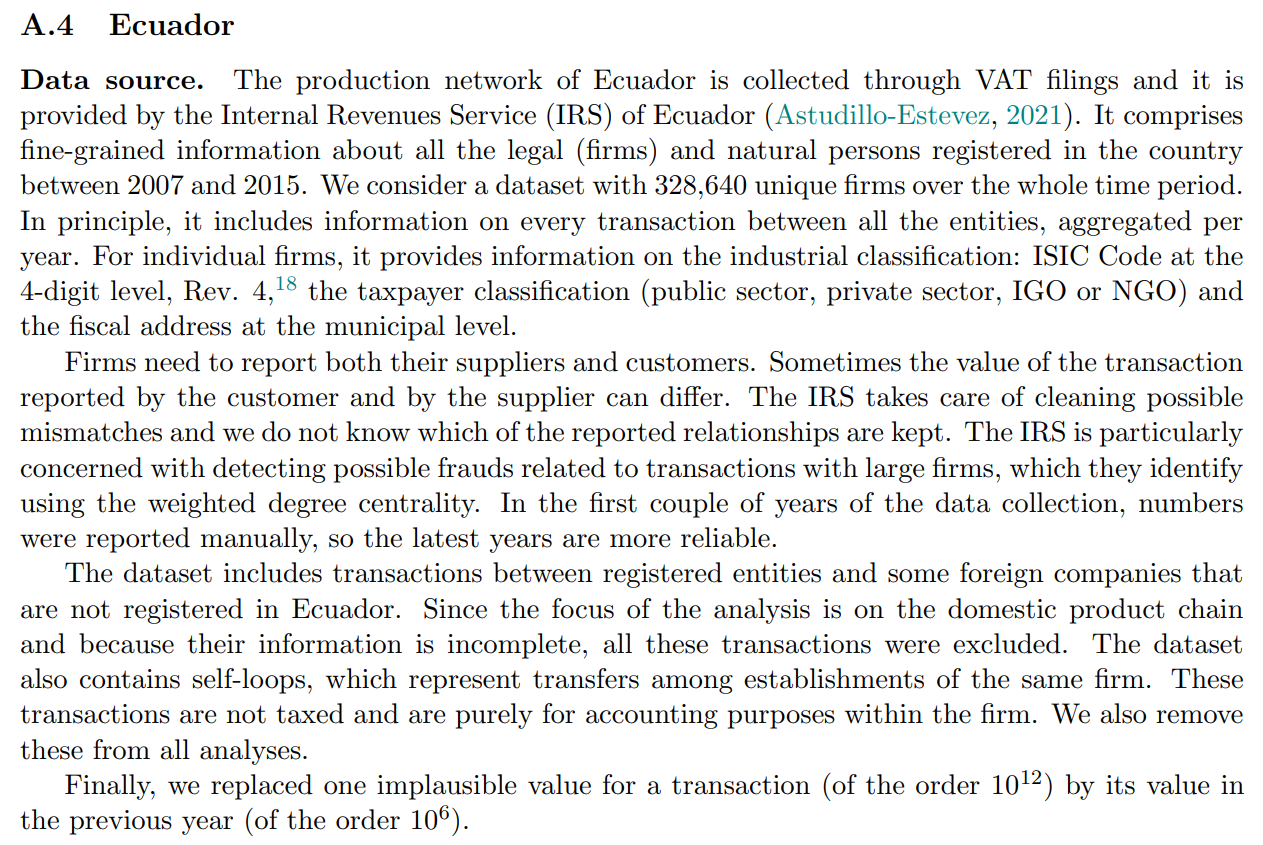 A.4 Ecuador
Data source. The production network of Ecuador is collected through VAT filings and it is
provided by the Internal Revenues Service (IRS) of Ecuador (Astudillo-Estevez, 2021). It comprises
fine-grained information about all the legal (firms) and natural persons registered in the country
between 2007 and 2015. We consider a dataset with 328,640 unique firms over the whole time period.
In principle, it includes information on every transaction between all the entities, aggregated per
year. For individual firms, it provides information on the industrial classification: ISIC Code at the
4-digit level, Rev. 4,¹⁸ the taxpayer classification (public sector, private sector, IGO or NGO) and
the fiscal address at the municipal level.
Firms need to report both their suppliers and customers. Sometimes the value of the transaction
reported by the customer and by the supplier can differ. The IRS takes care of cleaning possible
mismatches and we do not know which of the reported relationships are kept. The IRS is particularly
concerned with detecting possible frauds related to transactions with large firms, which they identify
using the weighted degree centrality. In the first couple of years of the data collection, numbers
were reported manually, so the latest years are more reliable.
The dataset includes transactions between registered entities and some foreign companies that
are not registered in Ecuador. Since the focus of the analysis is on the domestic product chain
and because their information is incomplete, all these transactions were excluded. The dataset
also contains self-loops, which represent transfers among establishments of the same firm. These
transactions are not taxed and are purely for accounting purposes within the firm. We also remove
these from all analyses.
Finally, we replaced one implausible value for a transaction (of the order 10¹²) by its value in
the previous year (of the order 10⁶).